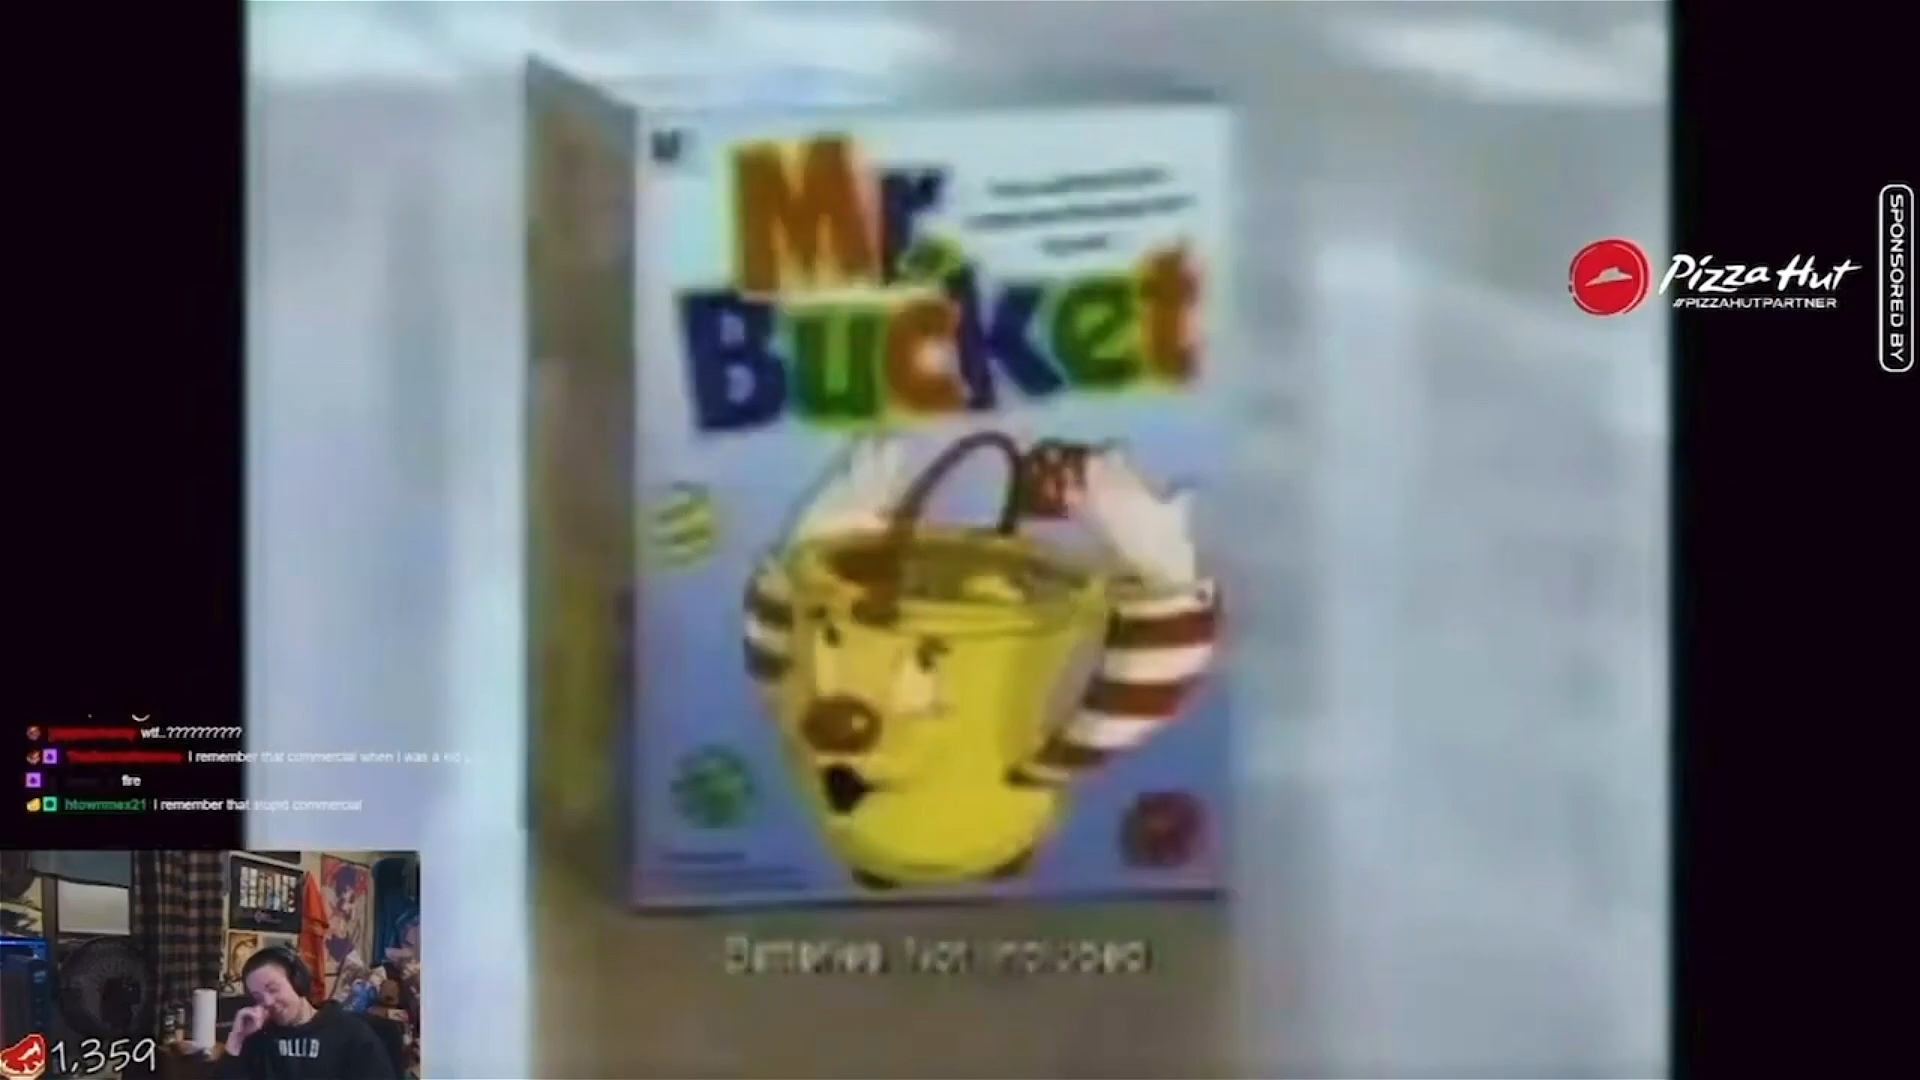 Mr.
Bucket
Batteries Not Included
Pizza Hut
#PIZZAHUTPARTNER
SPONSORED BY
wtf..??????????
I remember that commercial when I was a kid
fire
htownmex21 I remember that stupid commercial
1,359